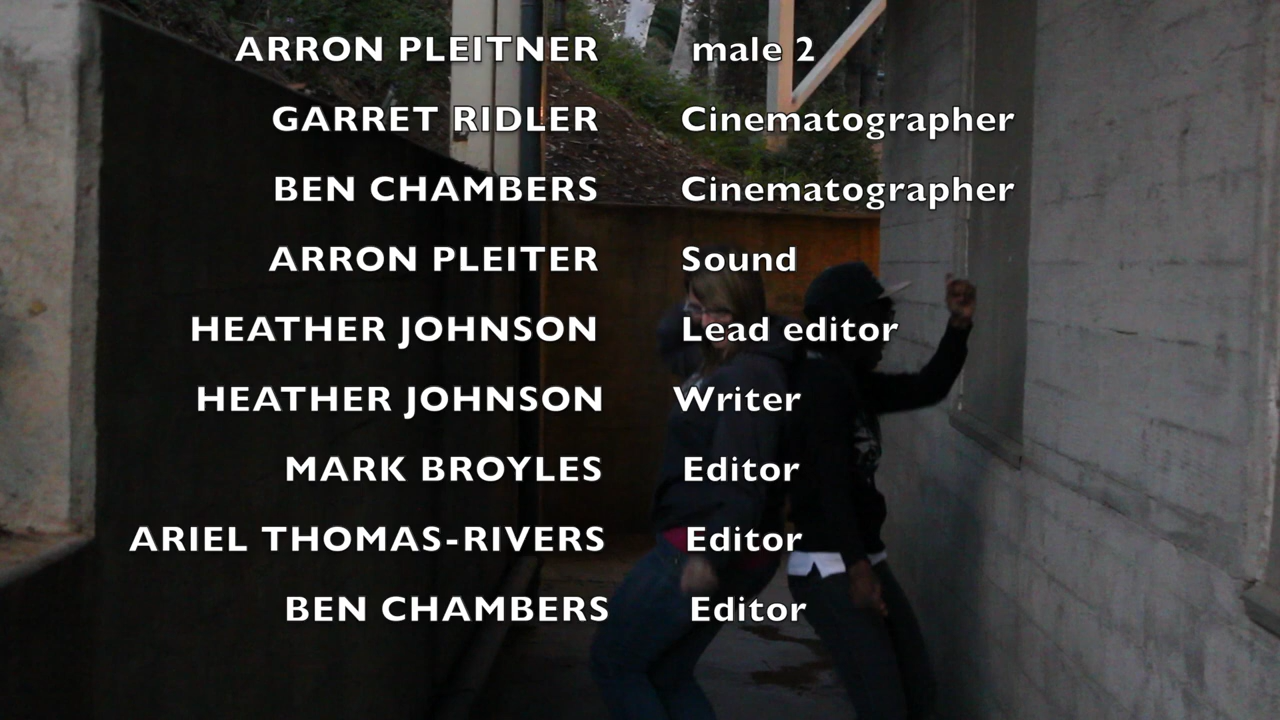 ARRON PLEITNER male 2
GARRET RIDLER Cinematographer
BEN CHAMBERS Cinematographer
ARRON PLEITER Sound
HEATHER JOHNSON Lead editor
HEATHER JOHNSON Writer
MARK BROYLES Editor
ARIEL THOMAS-RIVERS Editor
BEN CHAMBERS Editor